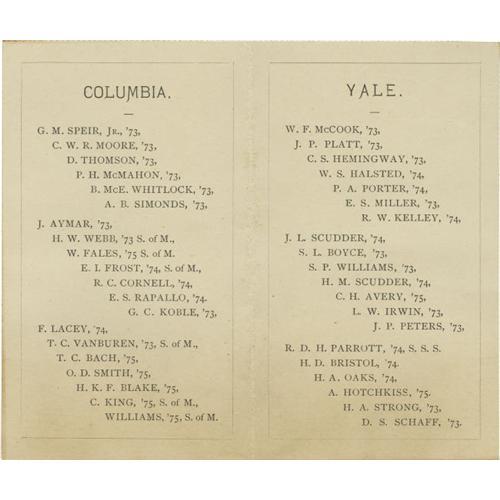 COLUMBIA.
G. M. SPEIR, JR., '73,
C. W. R. MOORE, '73,
D. THOMSON, '73,
P. H. MCMAHON, '73,
B. MCE. WHITLOCK, '73,
A. B. SIMONDS, '73,
J. AYMAR, '73,
H. W. WEBB, '73 S. of M.,
W. FALES, '75 S. of M.
E. I. FROST, '74, S. of M.,
R. C. CORNELL, '74,
E. S. RAPALLO, '74.
G. C. KOBLE, '73,
F. LACEY, '74,
T. C. VANBUREN, '73, S. of M.,
T. C. BACH, '75,
O. D. SMITH, '75,
H. K. F. BLAKE, '75,
C. KING, '75, S. of M.,
WILLIAMS, '75, S. of M.
YALE.
W. F. MCCOOK, '73,
J. P. PLATT, '73,
C. S. HEMINGWAY, '73,
W. S. HALSTED, '74,
P. A. PORTER, '74,
E. S. MILLER, '73,
R. W. KELLEY, '74,
J. L. SCUDDER, '74,
S. L. BOYCE, '73,
S. P. WILLIAMS, '73,
H. M. SCUDDER, '74,
C. H. AVERY, '75,
L. W. IRWIN, '73,
J. P. PETERS, '73,
R. D. H. PARROTT, '74, S. S. S.
H. D. BRISTOL, '74.
H. A. OAKS, '74,
A. HOTCHKISS, '75.
H. A. STRONG, '73,
D. S. SCHAFF, '73.